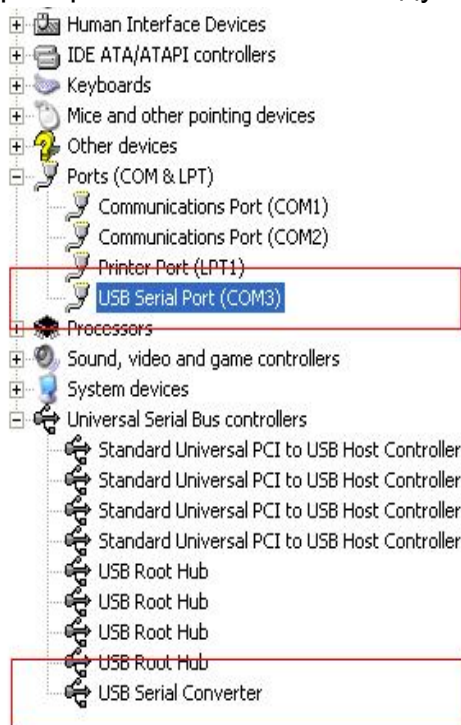 Human Interface Devices
IDE ATA/ATAPI controllers
Keyboards
Mice and other pointing devices
Other devices
Ports (COM & LPT)
Communications Port (COM1)
Communications Port (COM2)
Printer Port (LPT1)
USB Serial Port (COM3)
Processors
Sound, video and game controllers
System devices
Universal Serial Bus controllers
Standard Universal PCI to USB Host Controller
Standard Universal PCI to USB Host Controller
Standard Universal PCI to USB Host Controller
Standard Universal PCI to USB Host Controller
USB Root Hub
USB Root Hub
USB Root Hub
USB Root Hub
USB Serial Converter